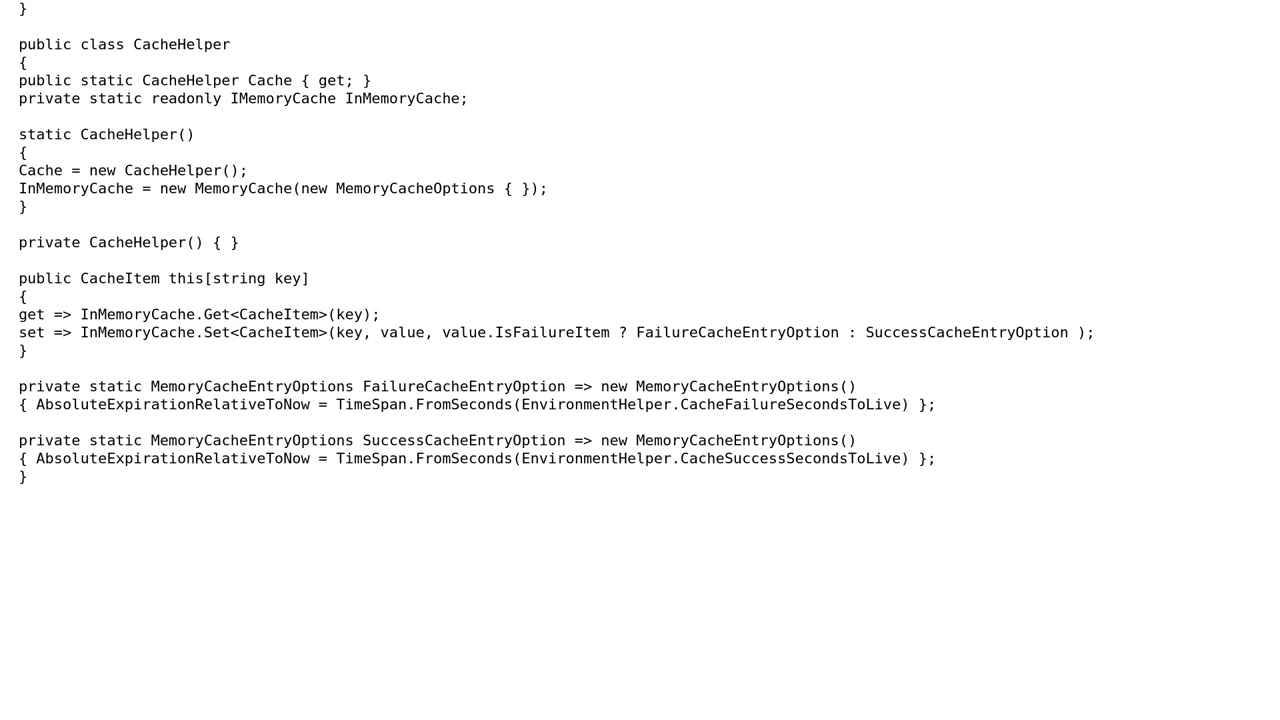 }
public class CacheHelper
{
public static CacheHelper Cache { get; }
private static readonly IMemoryCache InMemoryCache;
static CacheHelper()
{
Cache = new CacheHelper();
InMemoryCache = new MemoryCache(new MemoryCacheOptions { });
}
private CacheHelper() { }
public CacheItem this[string key]
{
get => InMemoryCache.Get<CacheItem>(key);
set => InMemoryCache.Set<CacheItem>(key, value, value.IsFailureItem ? FailureCacheEntryOption : SuccessCacheEntryOption );
}
private static MemoryCacheEntryOptions FailureCacheEntryOption => new MemoryCacheEntryOptions()
{ AbsoluteExpirationRelativeToNow = TimeSpan.FromSeconds(EnvironmentHelper.CacheFailureSecondsToLive) };
private static MemoryCacheEntryOptions SuccessCacheEntryOption => new MemoryCacheEntryOptions()
{ AbsoluteExpirationRelativeToNow = TimeSpan.FromSeconds(EnvironmentHelper.CacheSuccessSecondsToLive) };
}